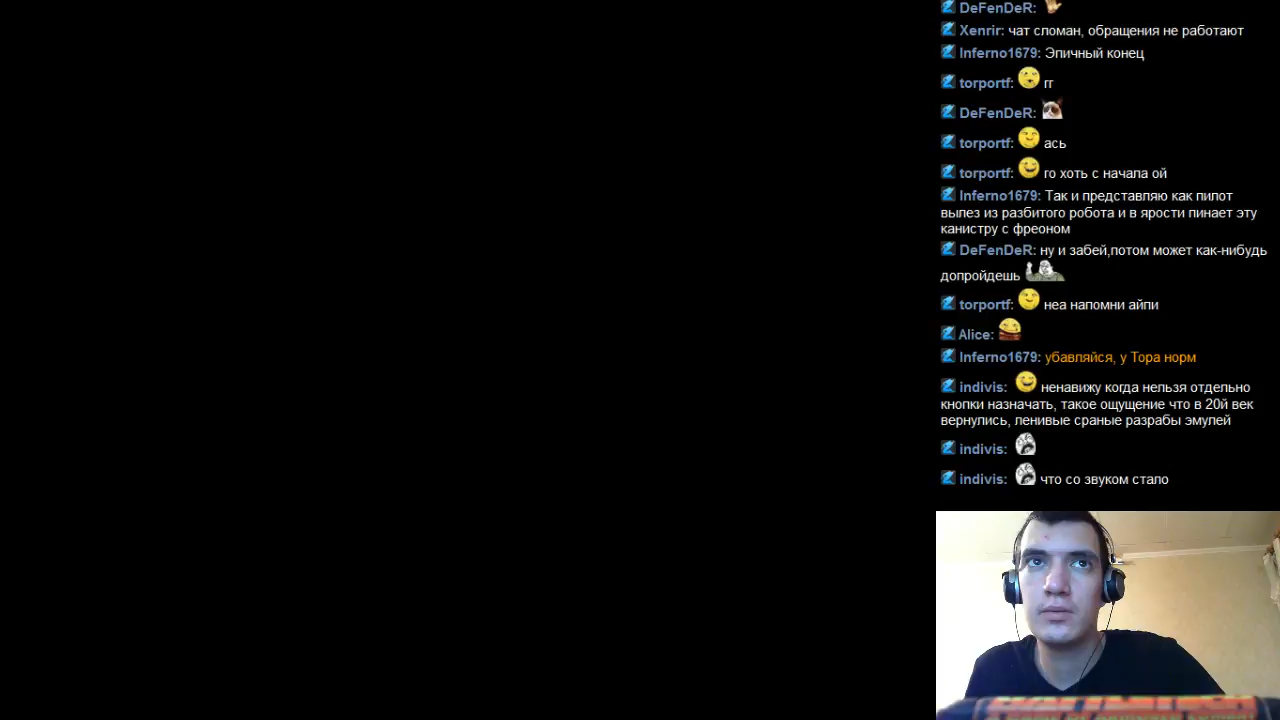 DeFenDeR:
Xenrir: чат сломан, обращения не работают
Inferno1679: Эпичный конец
torportf: гг
DeFenDeR:
torportf: ась
torportf: го хоть с начала ой
Inferno1679: Так и представляю как пилот
вылез из разбитого робота и в ярости пинает эту
канистру с фреоном
DeFenDeR: ну и забей,потом может как-нибудь
допройдешь
torportf: неа напомни айпи
Alice:
Inferno1679: убавляйся, у Тора норм
indivis: ненавижу когда нельзя отдельно
кнопки назначать, такое ощущение что в 20й век
вернулись, ленивые сраные разрабы эмулей
indivis:
indivis: что со звуком стало